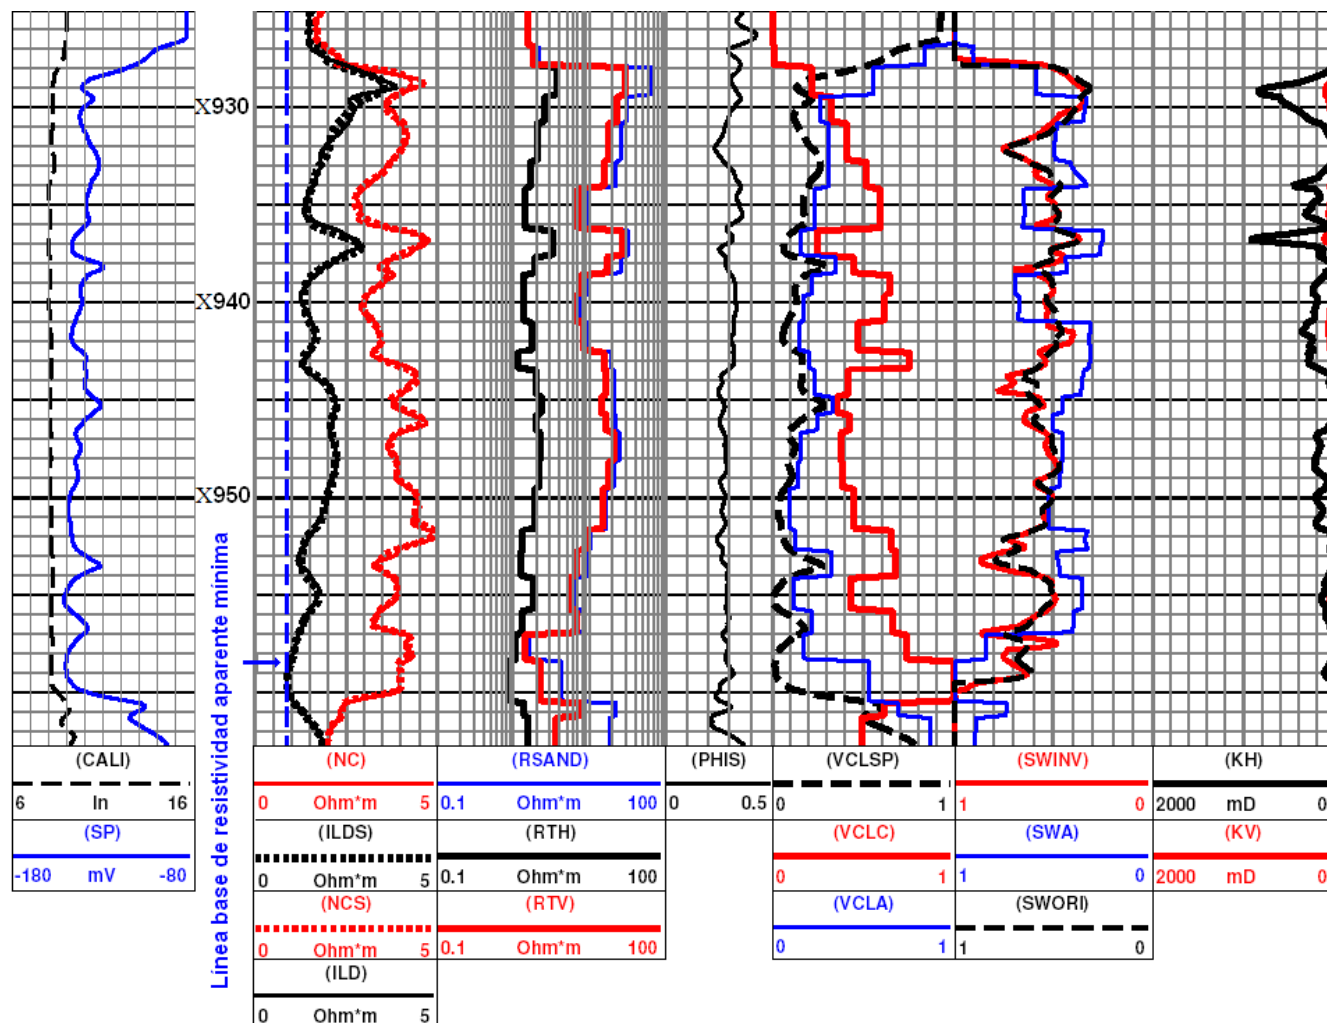 X930
X940
X950
Línea base de resistividad aparente mínima
(CALI) (NC) (RSAND) (PHIS) (VCLSP) (SWINV) (KH)
6 In 16 0 Ohm*m 5 0.1 Ohm*m 100 0 0.5 0 1 1 0 2000 mD 0
(SP) (ILDS) (RTH) (VCLC) (SWA) (KV)
-180 mV -80 0 Ohm*m 5 0.1 Ohm*m 100 0 1 1 0 2000 mD 0
(NCS) (RTV) (VCLA) (SWORI)
0 Ohm*m 5 0.1 Ohm*m 100 0 1 1 0
(ILD)
0 Ohm*m 5